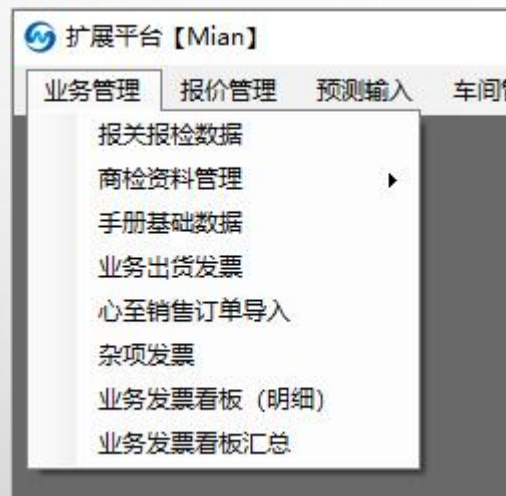 扩展平台【Mian】
业务管理 报价管理 预测输入 车间
报关报检数据
商检资料管理
手册基础数据
业务出货发票
心至销售订单导入
杂项发票
业务发票看板（明细）
业务发票看板汇总